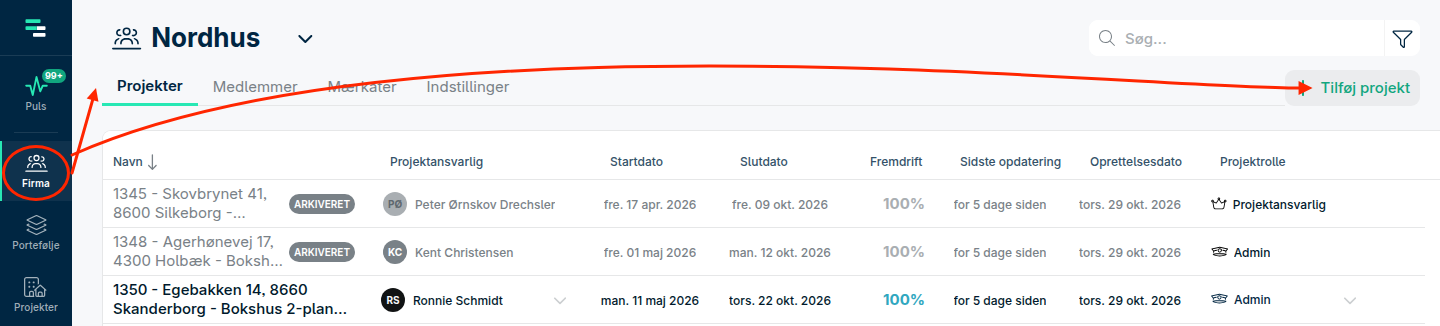 Nordhus
Søg...
99+
Puls
Projekter Medlemmer Mærkater Indstillinger
Tilføj projekt
Firma
Portefølje
Projekter
Navn Projektansvarlig Startdato Slutdato Fremdrift Sidste opdatering Oprettelsesdato Projektrolle
1345 - Skovbrynet 41,
8600 Silkeborg -...
ARKIVERET PØ Peter Ørnskov Drechsler fre. 17 apr. 2026 fre. 09 okt. 2026 100% for 5 dage siden tors. 29 okt. 2026 Projektansvarlig
1348 - Agerhønevej 17,
4300 Holbæk - Boksh...
ARKIVERET KC Kent Christensen fre. 01 maj 2026 man. 12 okt. 2026 100% for 5 dage siden tors. 29 okt. 2026 Admin
1350 - Egebakken 14, 8660
Skanderborg - Bokshus 2-plan...
RS Ronnie Schmidt man. 11 maj 2026 tors. 22 okt. 2026 100% for 5 dage siden tors. 29 okt. 2026 Admin